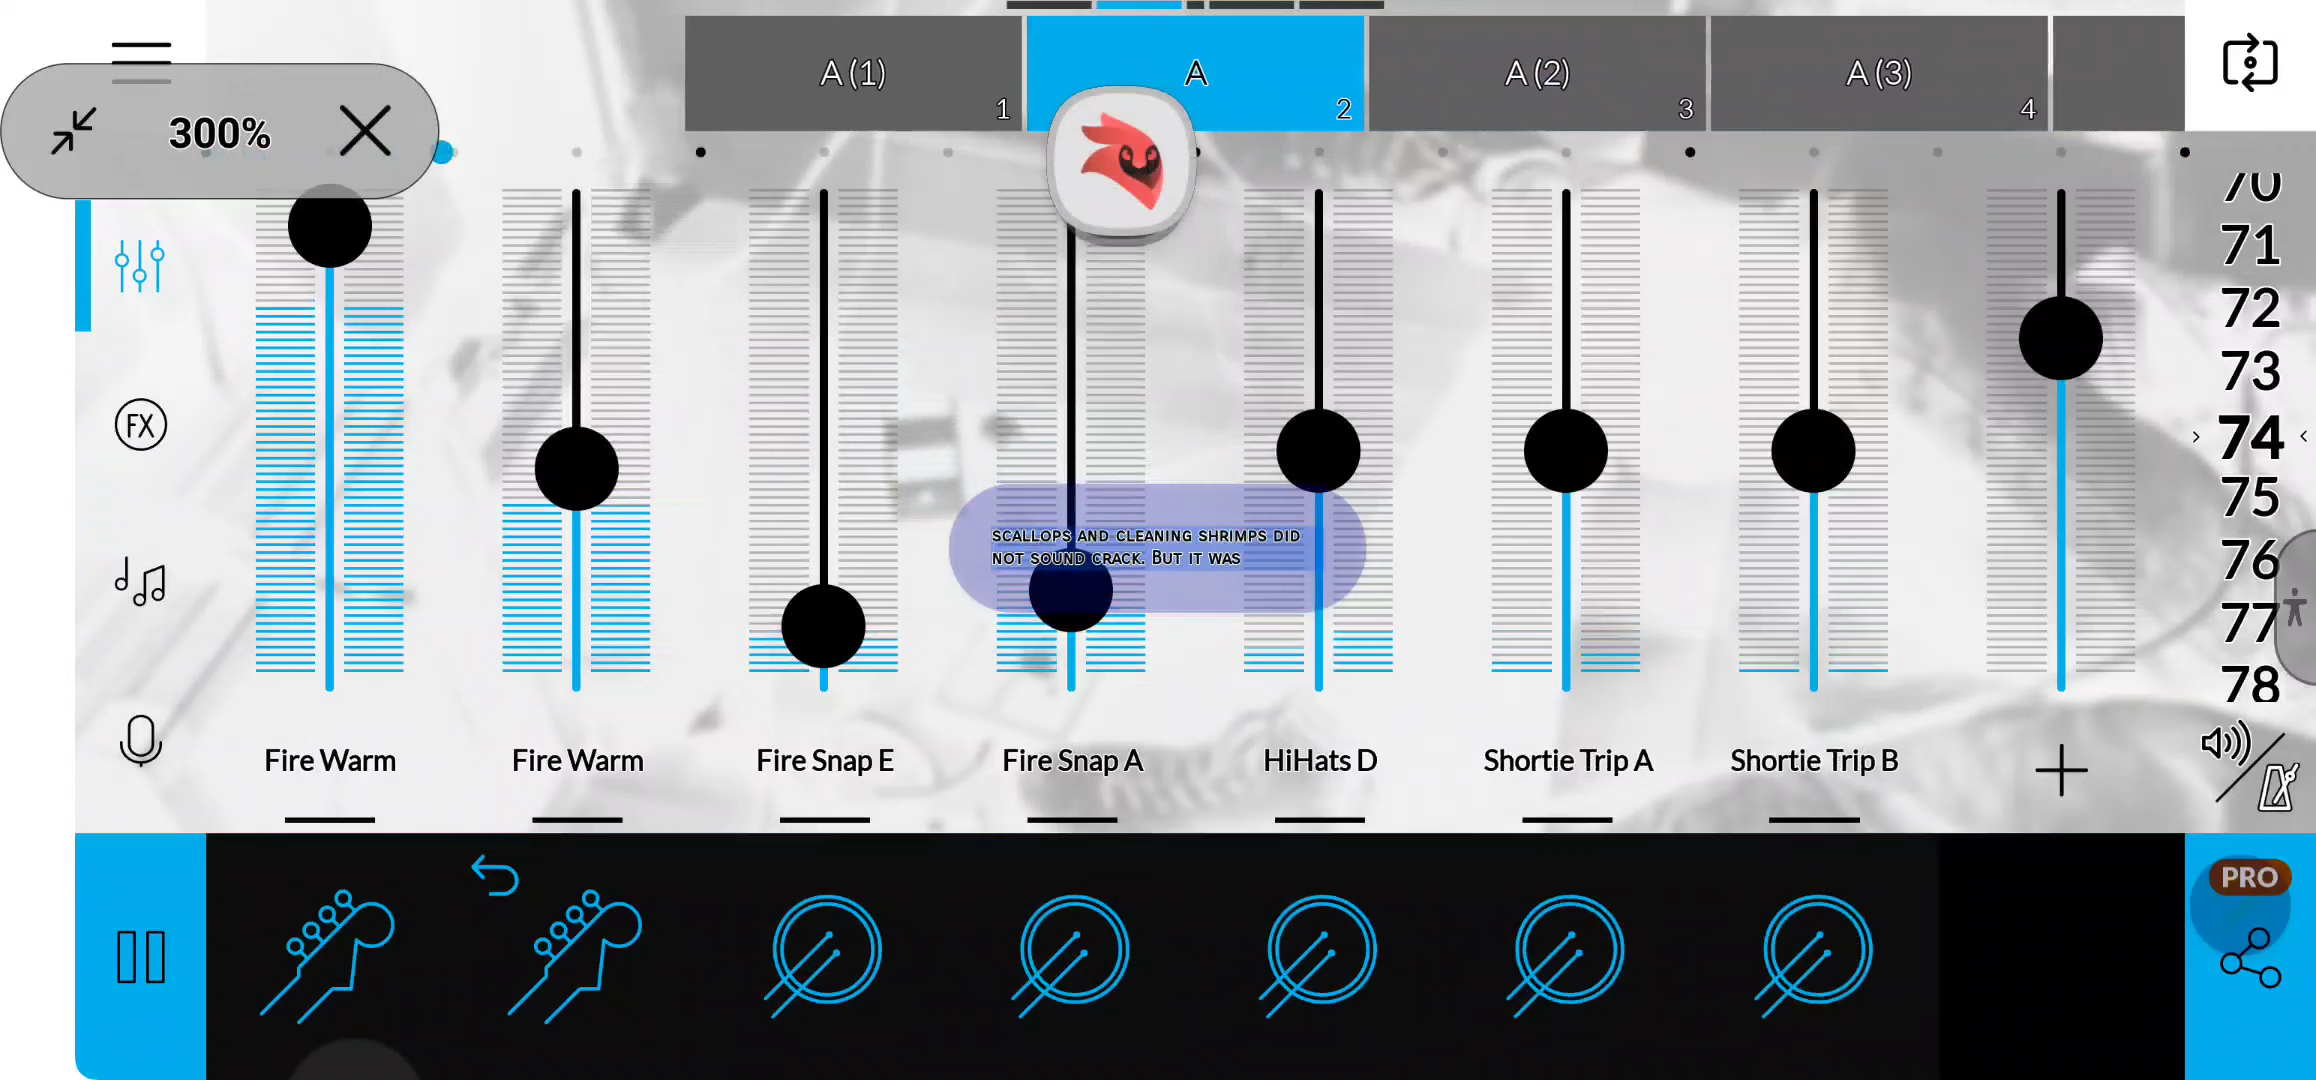 A (1)
1
A
2
A (2)
3
A (3)
4
300%
70
71
72
73
74
75
76
77
78
FX
SCALLOPS AND CLEANING SHRIMPS DID
NOT SOUND CRACK. BUT IT WAS
Fire Warm
Fire Warm
Fire Snap E
Fire Snap A
HiHats D
Shortie Trip A
Shortie Trip B
PRO